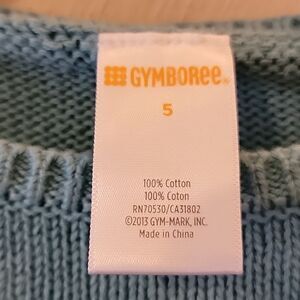 GYMBOREE®
5
100% Cotton
100% Coton
RN70530/CA31802
©2013 GYM-MARK, INC.
Made in China